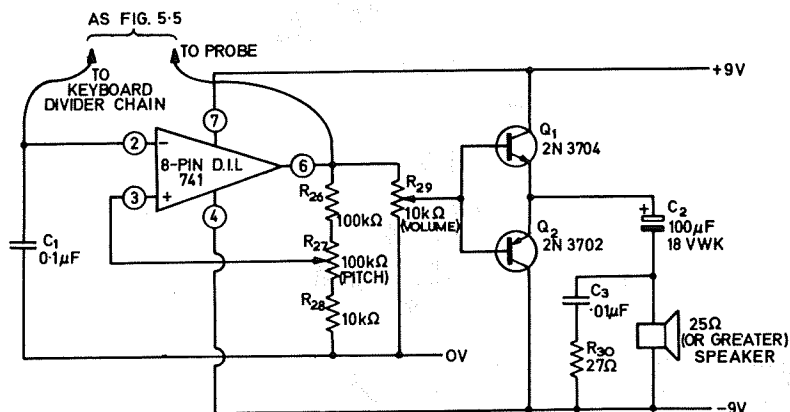 AS FIG. 5·5
TO PROBE
TO
KEYBOARD
DIVIDER CHAIN
+9V
7
Q1
2N 3704
2
−
8-PIN D.I.L
741
6
3
+
4
R26
100kΩ
R29
10kΩ
(VOLUME)
R27
100kΩ
(PITCH)
R28
10kΩ
Q2
2N 3702
+
C2
100μF
18 VWK
C1
0·1μF
C3
·01μF
R30
27Ω
25Ω
(OR GREATER)
SPEAKER
0V
−9V